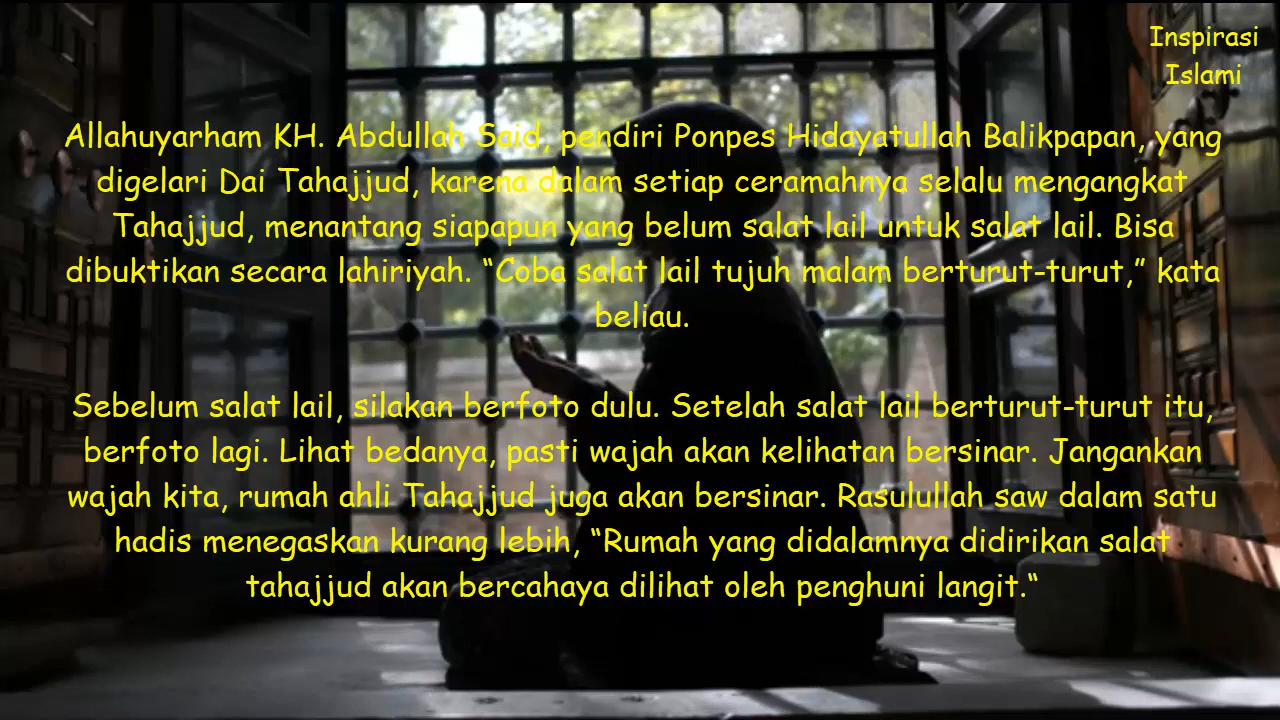 Inspirasi
Islami
Allahuyarham KH. Abdullah Said, pendiri Ponpes Hidayatullah Balikpapan, yang
digelari Dai Tahajjud, karena dalam setiap ceramahnya selalu mengangkat
Tahajjud, menantang siapapun yang belum salat lail untuk salat lail. Bisa
dibuktikan secara lahiriyah. “Coba salat lail tujuh malam berturut-turut,” kata
beliau.
Sebelum salat lail, silakan berfoto dulu. Setelah salat lail berturut-turut itu,
berfoto lagi. Lihat bedanya, pasti wajah akan kelihatan bersinar. Jangankan
wajah kita, rumah ahli Tahajjud juga akan bersinar. Rasulullah saw dalam satu
hadis menegaskan kurang lebih, “Rumah yang didalamnya didirikan salat
tahajjud akan bercahaya dilihat oleh penghuni langit.“